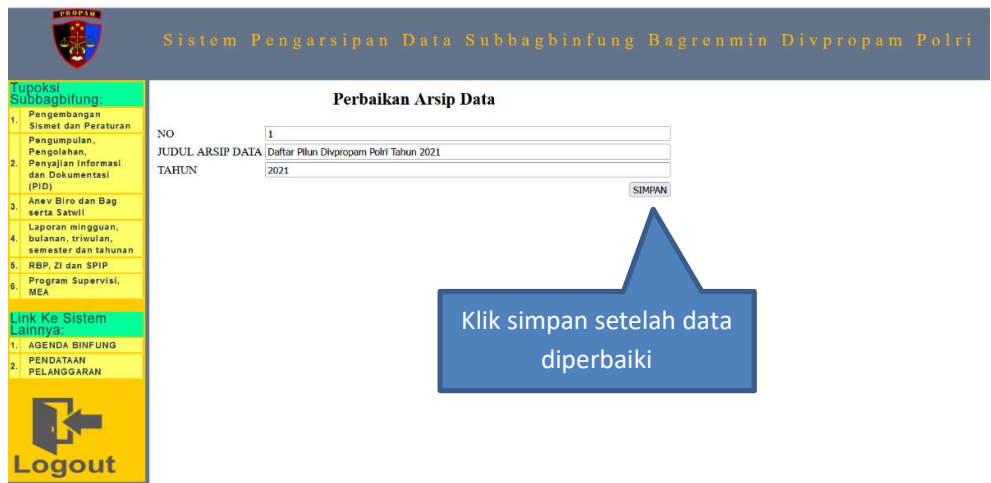 PROPAM
Sistem Pengarsipan Data Subbagbinfung Bagrenmin Divpropam Polri
Tupoksi
Subbagbifung:
1. Pengembangan
Sismet dan Peraturan
2. Pengumpulan,
Pengolahan,
Penyajian Informasi
dan Dokumentasi
(PID)
3. Anev Biro dan Bag
serta Satwil
4. Laporan mingguan,
bulanan, triwulan,
semester dan tahunan
5. RBP, ZI dan SPIP
6. Program Supervisi,
MEA
Link Ke Sistem
Lainnya:
1. AGENDA BINFUNG
2. PENDATAAN
PELANGGARAN
Logout
Perbaikan Arsip Data
NO 1
JUDUL ARSIP DATA Daftar Pilun Divpropam Polri Tahun 2021
TAHUN 2021
SIMPAN
Klik simpan setelah data
diperbaiki